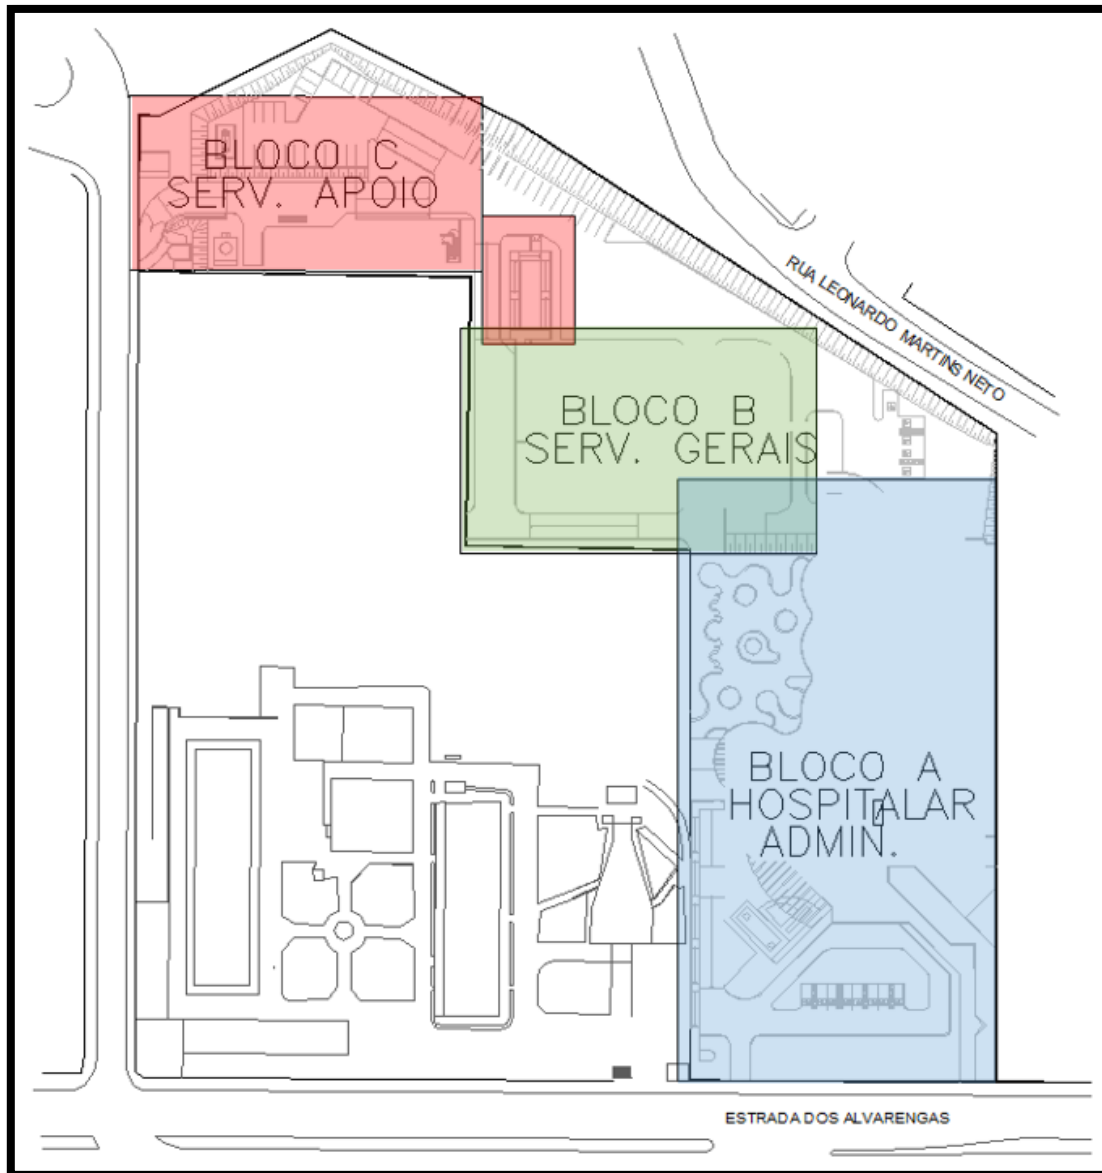 BLOCO C
SERV. APOIO
RUA LEONARDO MARTINS NETO
BLOCO B
SERV. GERAIS
BLOCO A
HOSPITALAR
ADMIN.
ESTRADA DOS ALVARENGAS